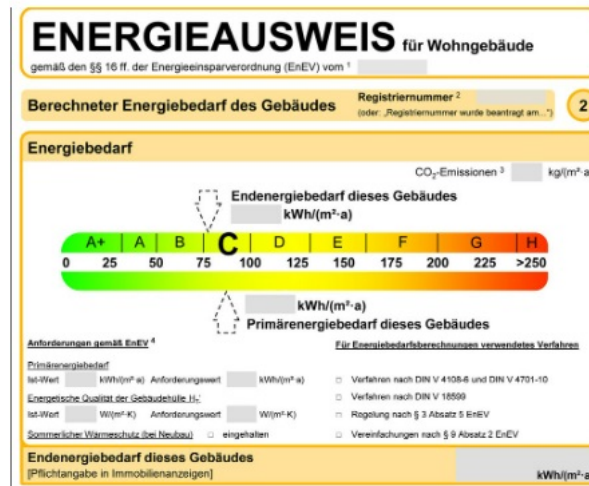 ENERGIEAUSWEIS für Wohngebäude
gemäß den §§ 16 ff. der Energieeinsparverordnung (EnEV) vom ¹
Berechneter Energiebedarf des Gebäudes
Registriernummer ²
(oder: „Registriernummer wurde beantragt am...“)
2
Energiebedarf
CO₂-Emissionen ³ kg/(m²·a
Endenergiebedarf dieses Gebäudes
kWh/(m²·a)
A+ A B C D E F G H
0 25 50 75 100 125 150 175 200 225 >250
kWh/(m²·a)
Primärenergiebedarf dieses Gebäudes
Anforderungen gemäß EnEV ⁴
Primärenergiebedarf
Ist-Wert kWh/(m²·a) Anforderungswert kWh/(m²·a)
Energetische Qualität der Gebäudehülle H_T'
Ist-Wert W/(m²·K) Anforderungswert W/(m²·K)
Sommerlicher Wärmeschutz (bei Neubau) □ eingehalten
Für Energiebedarfsberechnungen verwendetes Verfahren
□ Verfahren nach DIN V 4108-6 und DIN V 4701-10
□ Verfahren nach DIN V 18599
□ Regelung nach § 3 Absatz 5 EnEV
□ Vereinfachungen nach § 9 Absatz 2 EnEV
Endenergiebedarf dieses Gebäudes
[Pflichtangabe in Immobilienanzeigen]
kWh/(m²·a